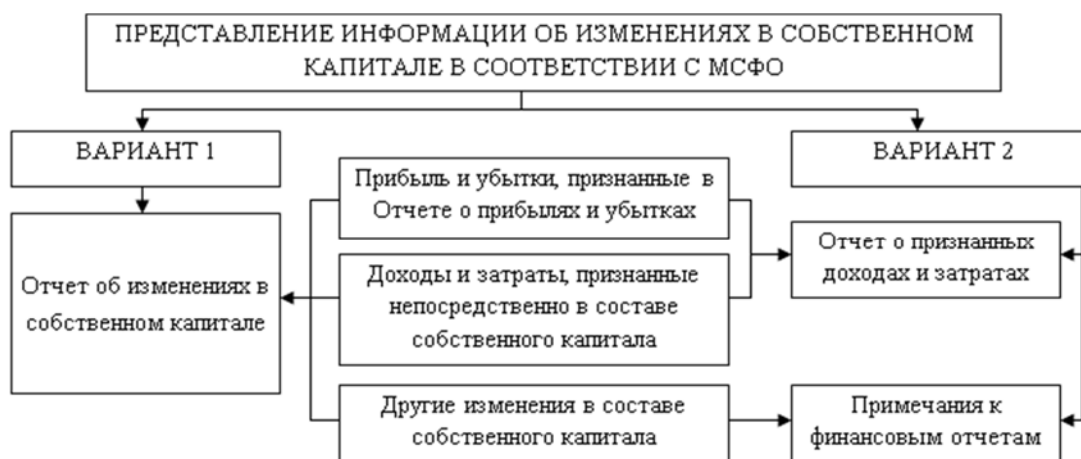 ПРЕДСТАВЛЕНИЕ ИНФОРМАЦИИ ОБ ИЗМЕНЕНИЯХ В СОБСТВЕННОМ
КАПИТАЛЕ В СООТВЕТСТВИИ С МСФО
ВАРИАНТ 1
ВАРИАНТ 2
Прибыль и убытки, признанные в
Отчете о прибылях и убытках
Отчет об изменениях в
собственном капитале
Доходы и затраты, признанные
непосредственно в составе
собственного капитала
Отчет о признанных
доходах и затратах
Другие изменения в составе
собственного капитала
Примечания к
финансовым отчетам